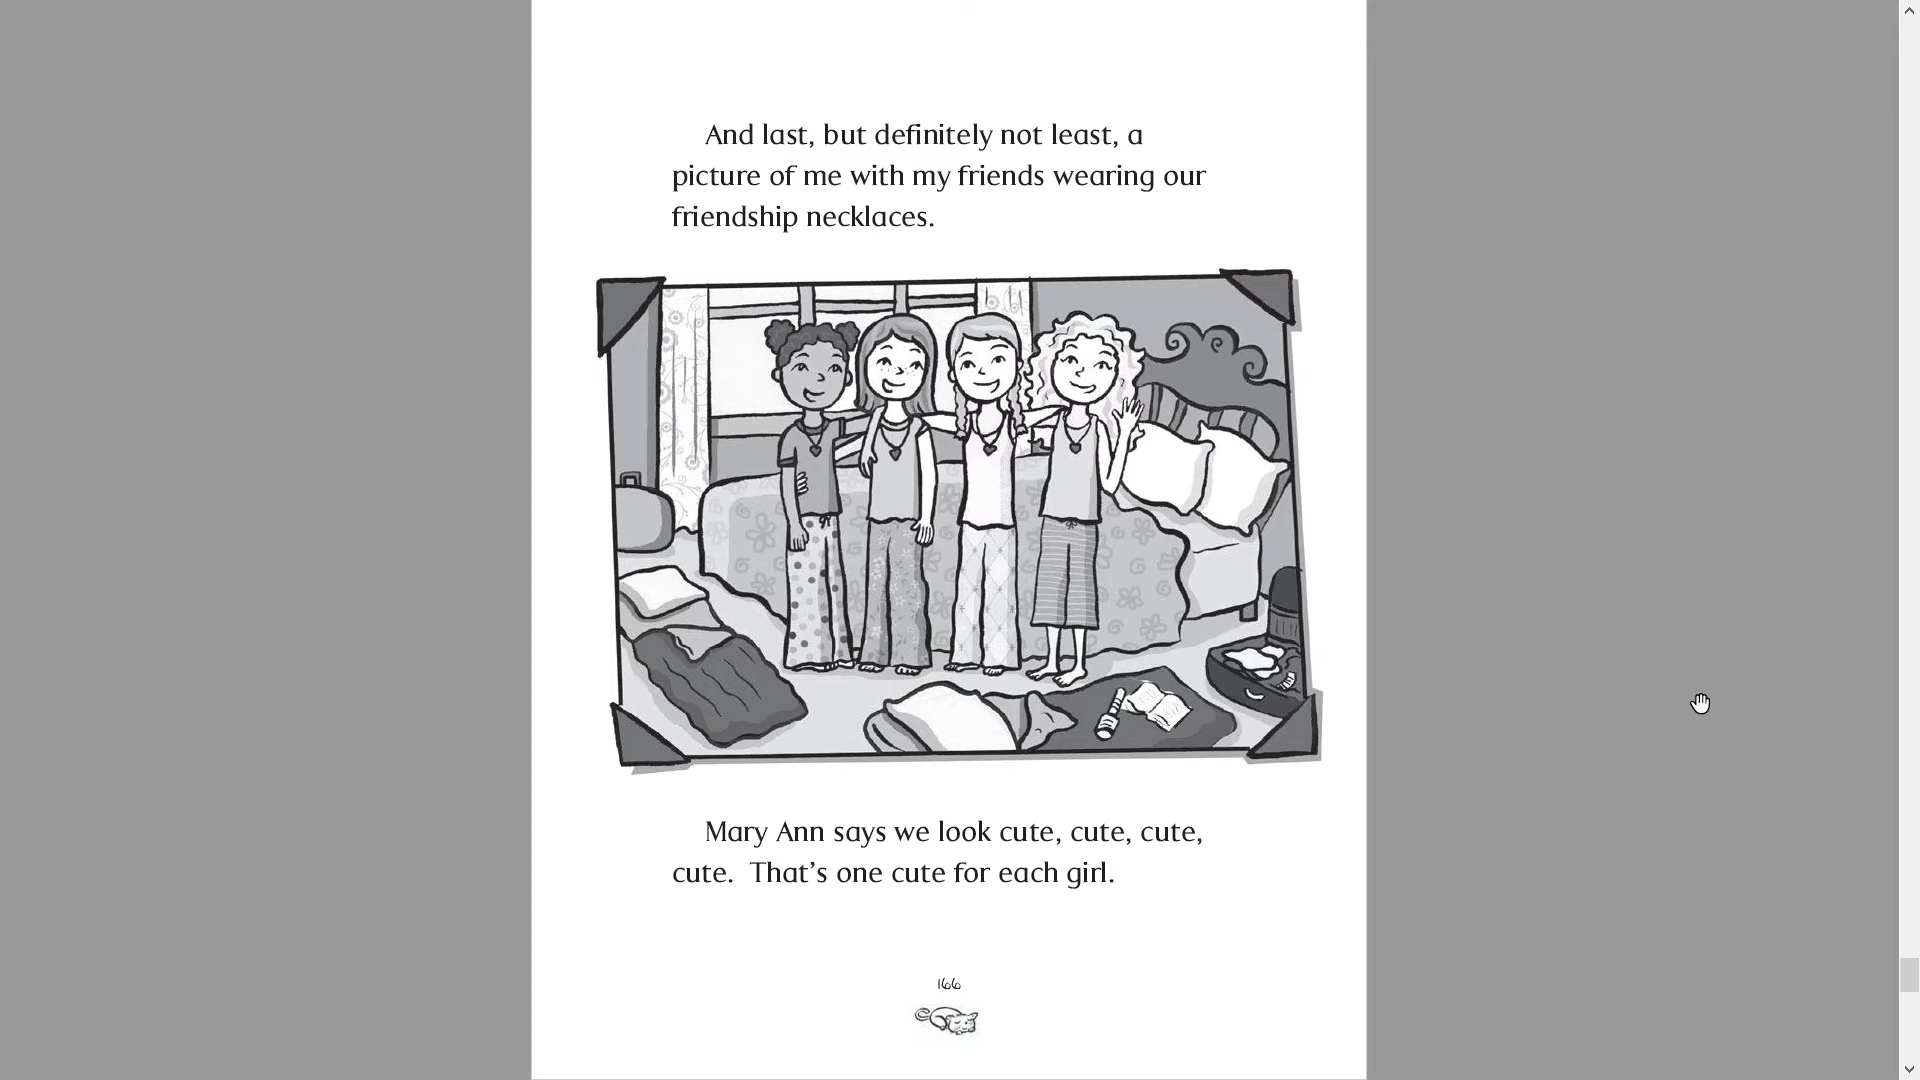 And last, but definitely not least, a
picture of me with my friends wearing our
friendship necklaces.
Mary Ann says we look cute, cute, cute,
cute.  That’s one cute for each girl.
166